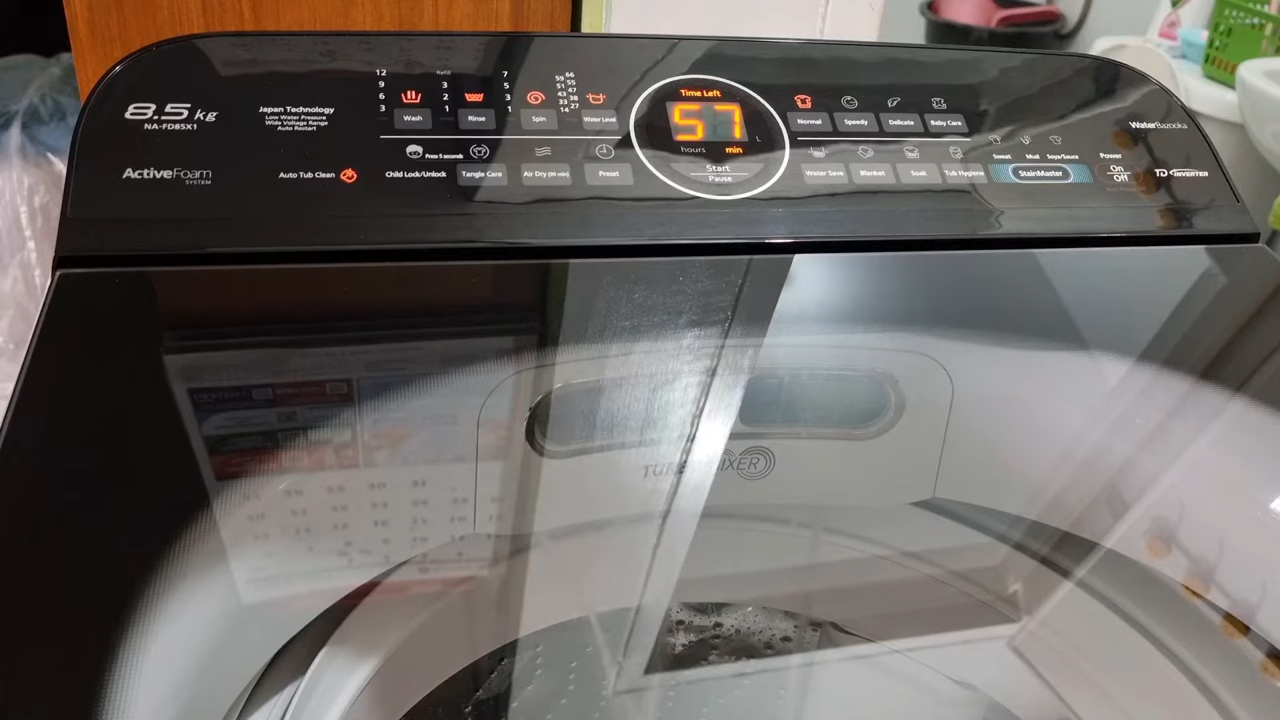 8.5 kg
NA-FD85X1
Japan Technology
Low Water Pressure
Wide Voltage Range
Auto Restart
ActiveFoam
SYSTEM
Auto Tub Clean
12
9
6
3
Wash
Refill
3
2
1
Rinse
7
5
3
1
Spin
59 66
51 55
43 47
33 38
14 27
Water Level
Press 5 seconds
Child Lock/Unlock
Tangle Care
Air Dry (90 min)
Preset
Time Left
57
L
hours min
Start
Pause
Normal
Speedy
Delicate
Baby Care
Water Save
Blanket
Soak
Tub Hygiene
Sweat Mud Soya/Sauce
StainMaster
Power
On
Off
WaterBazooka
TD INVERTER